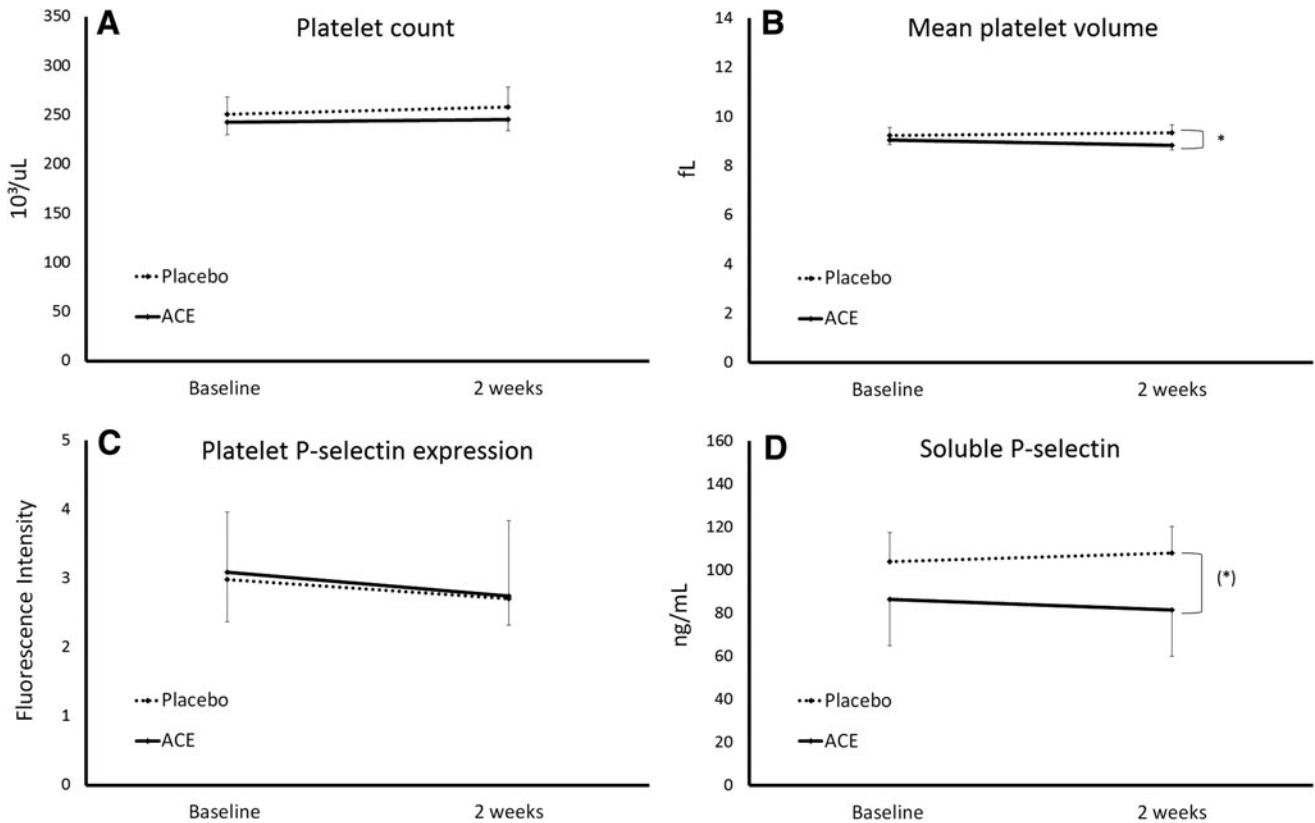 A
Platelet count
350
300
250
200
150
100
50
0
10³/uL
Placebo
ACE
Baseline 2 weeks
B
Mean platelet volume
14
12
10
8
6
4
2
0
fL
*
Placebo
ACE
Baseline 2 weeks
C
Platelet P-selectin expression
5
4
3
2
1
0
Fluorescence Intensity
Placebo
ACE
Baseline 2 weeks
D
Soluble P-selectin
160
140
120
100
80
60
40
20
0
ng/mL
(*)
Placebo
ACE
Baseline 2 weeks